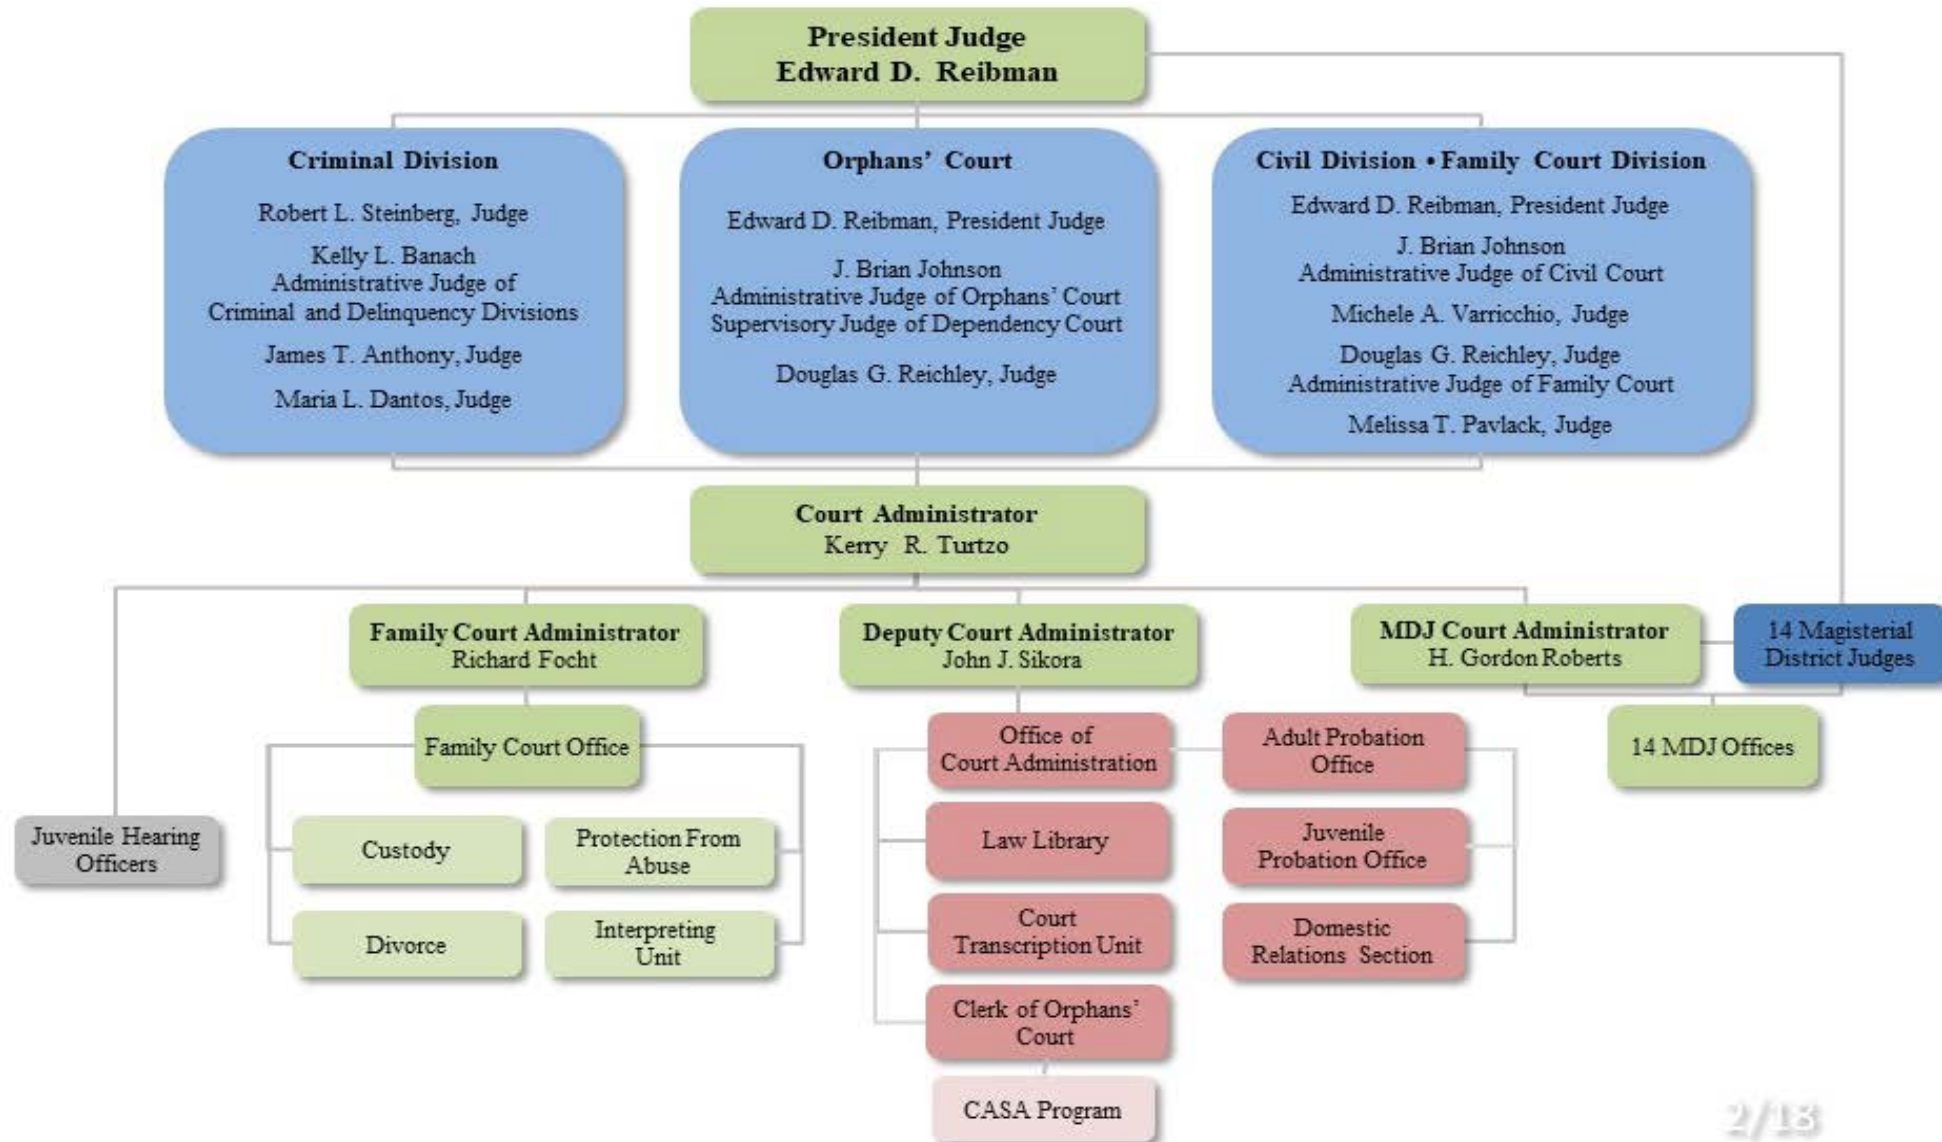 President Judge
Edward D. Reibman
Criminal Division
Robert L. Steinberg, Judge
Kelly L. Banach
Administrative Judge of
Criminal and Delinquency Divisions
James T. Anthony, Judge
Maria L. Dantos, Judge
Orphans’ Court
Edward D. Reibman, President Judge
J. Brian Johnson
Administrative Judge of Orphans’ Court
Supervisory Judge of Dependency Court
Douglas G. Reichley, Judge
Civil Division • Family Court Division
Edward D. Reibman, President Judge
J. Brian Johnson
Administrative Judge of Civil Court
Michele A. Varricchio, Judge
Douglas G. Reichley, Judge
Administrative Judge of Family Court
Melissa T. Pavlack, Judge
Court Administrator
Kerry R. Turtzo
Family Court Administrator
Richard Focht
Deputy Court Administrator
John J. Sikora
MDJ Court Administrator
H. Gordon Roberts
14 Magisterial
District Judges
Family Court Office
Office of
Court Administration
Adult Probation
Office
14 MDJ Offices
Juvenile Hearing
Officers
Custody
Protection From
Abuse
Law Library
Juvenile
Probation Office
Divorce
Interpreting
Unit
Court
Transcription Unit
Domestic
Relations Section
Clerk of Orphans’
Court
CASA Program
2/18